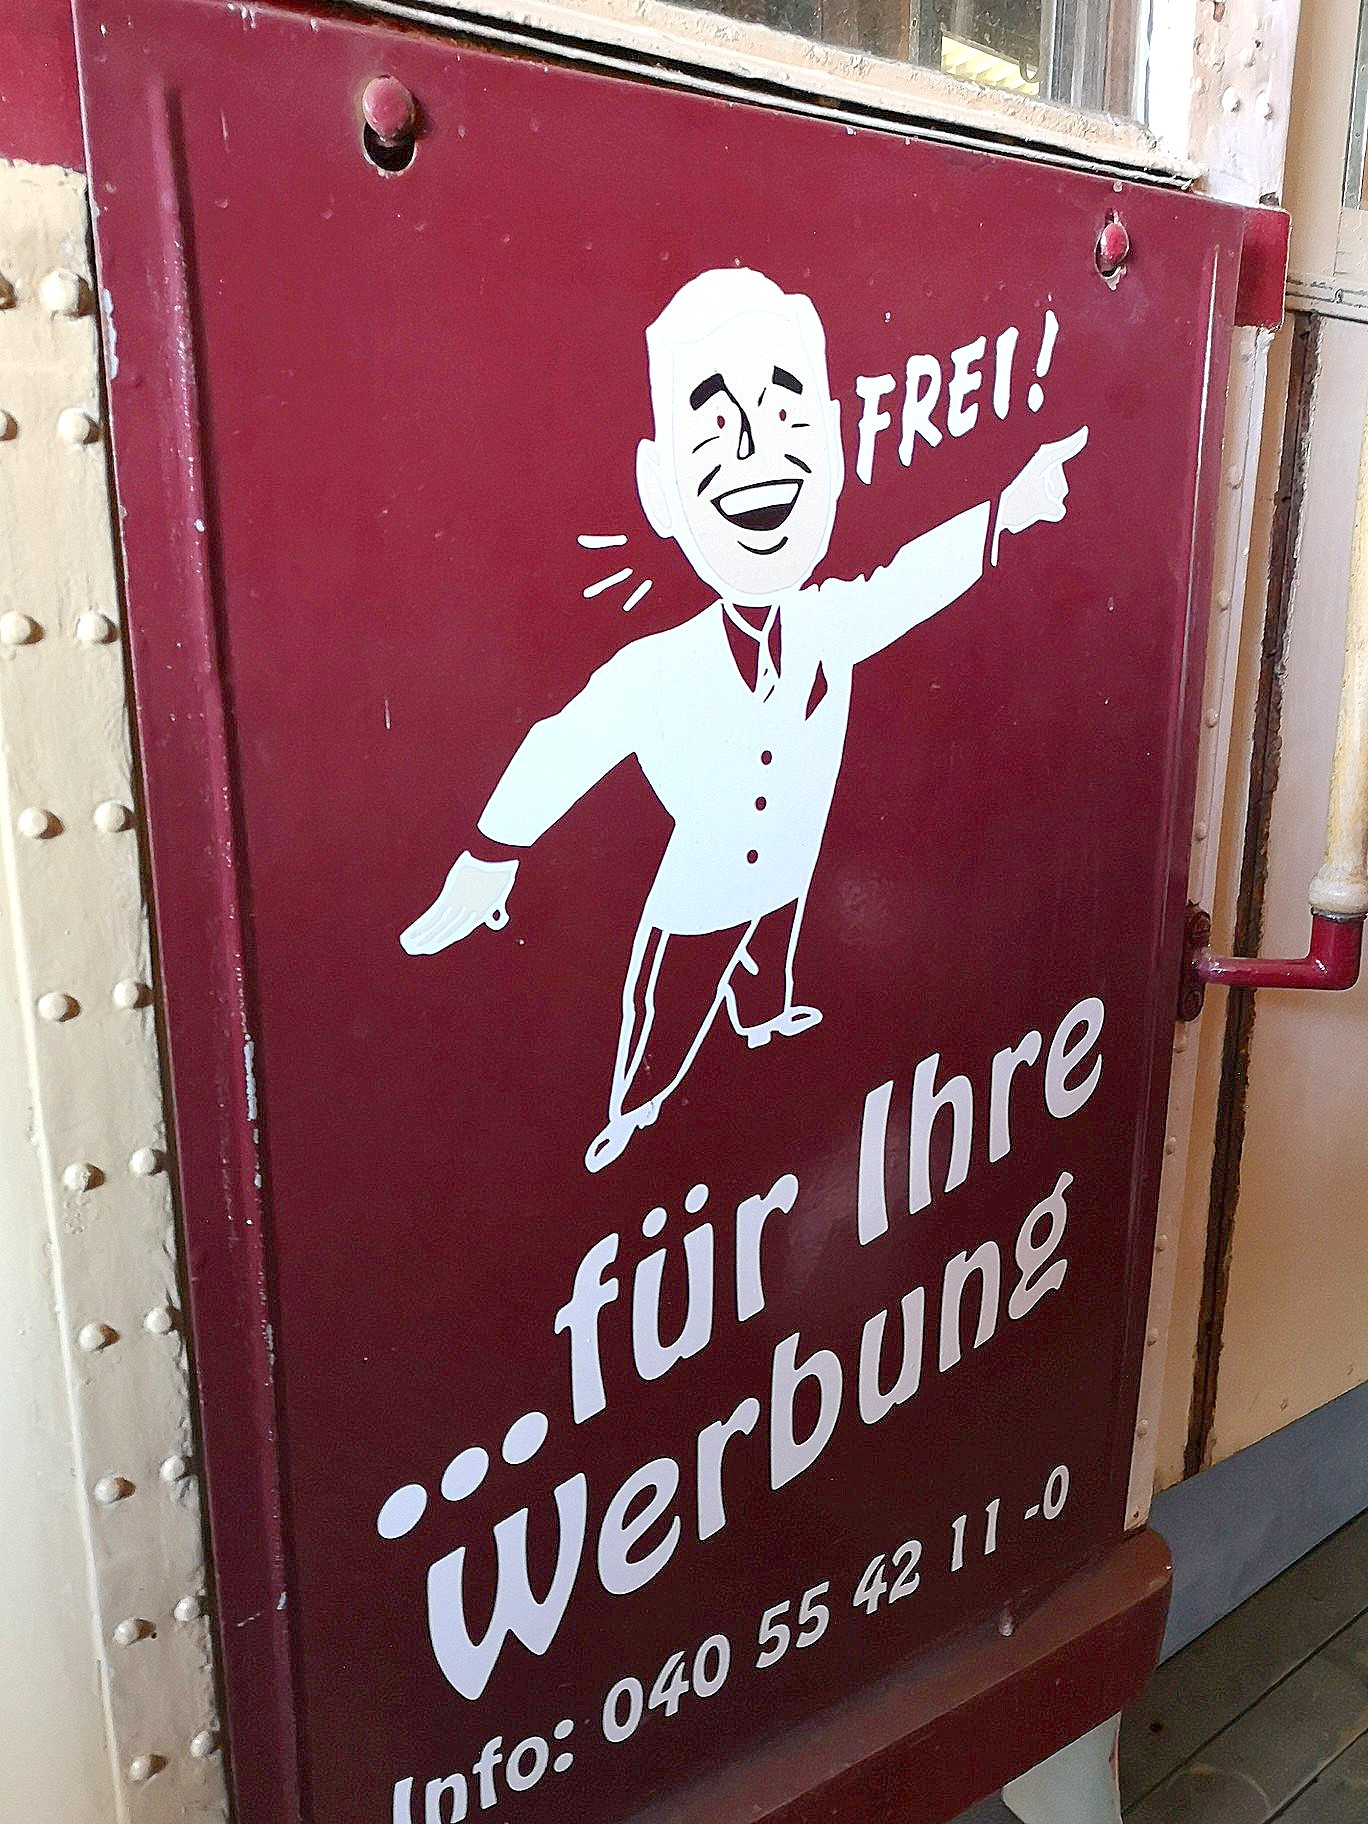 FREI!
für Ihre
...Werbung
Info: 040 55 42 11-0